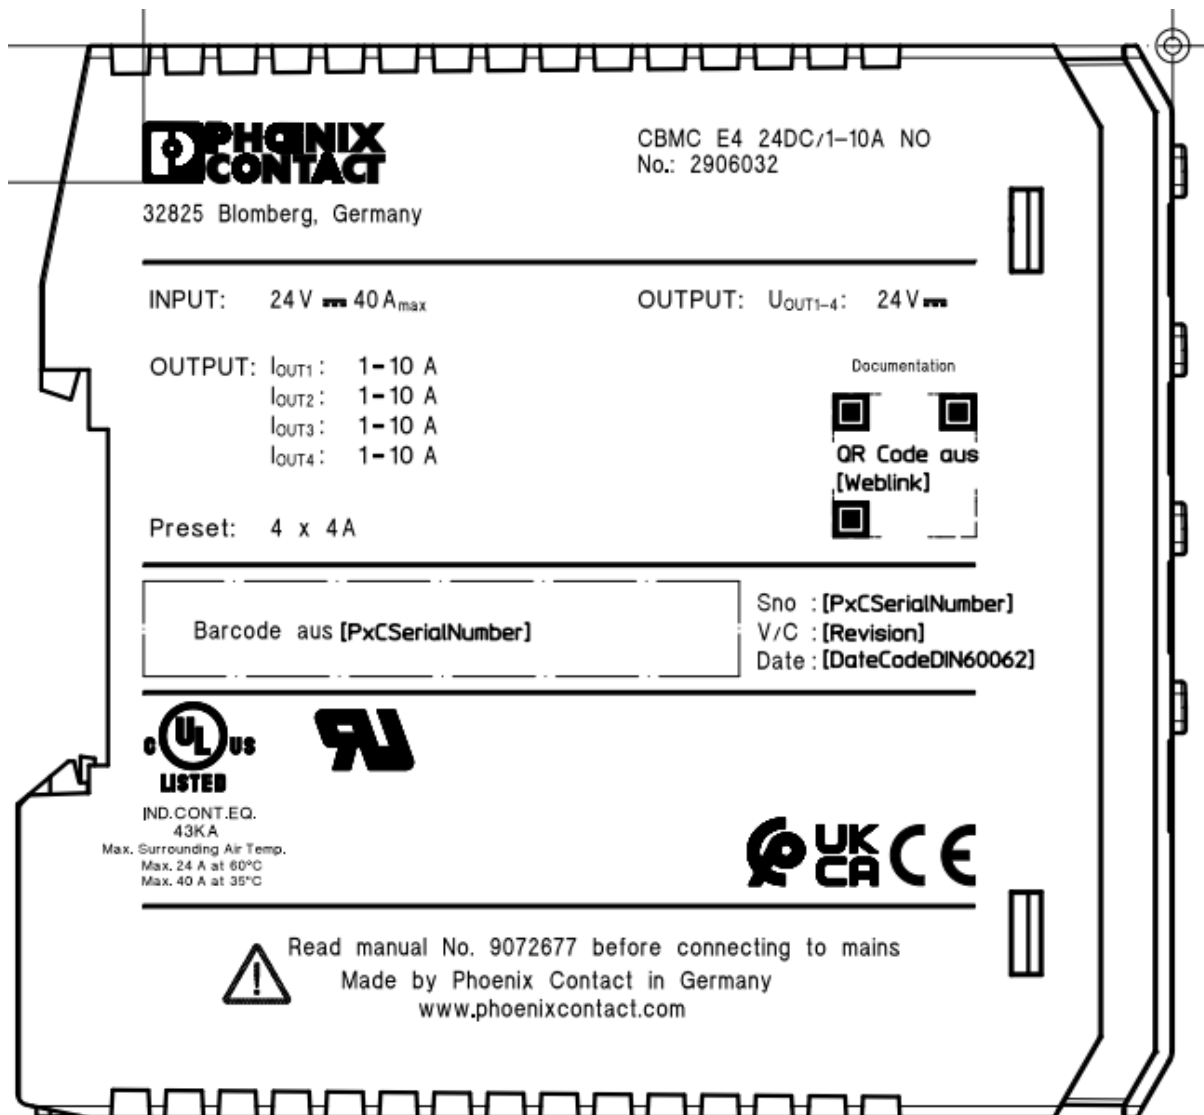 PHOENIX
CONTACT
32825 Blomberg, Germany
CBMC E4 24DC/1-10A NO
No.: 2906032
INPUT: 24V 40 Amax
OUTPUT: UOUT1-4: 24V
OUTPUT: IOUT1: 1-10 A
IOUT2: 1-10 A
IOUT3: 1-10 A
IOUT4: 1-10 A
Preset: 4 x 4A
Documentation
QR Code aus
[Weblink]
Barcode aus [PxCSerialNumber]
Sno : [PxCSerialNumber]
V/C : [Revision]
Date : [DateCodeDIN60062]
C UL US
LISTED
RU
IND.CONT.EQ.
43KA
Max. Surrounding Air Temp.
Max. 24 A at 60°C
Max. 40 A at 35°C
UK
CA
CE
Read manual No. 9072677 before connecting to mains
Made by Phoenix Contact in Germany
www.phoenixcontact.com